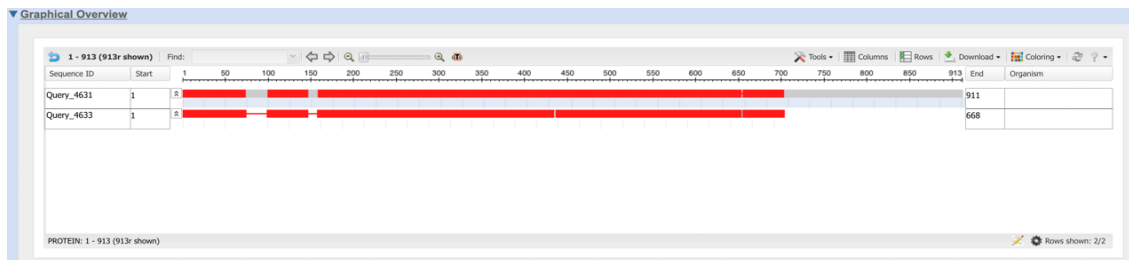 Graphical Overview
1 - 913 (913r shown) Find: Tools Columns Rows Download Coloring ?
Sequence ID Start 1 50 100 150 200 250 300 350 400 450 500 550 600 650 700 750 800 850 913 End Organism
Query_4631 1 911
Query_4633 1 668
PROTEIN: 1 - 913 (913r shown) Rows shown: 2/2